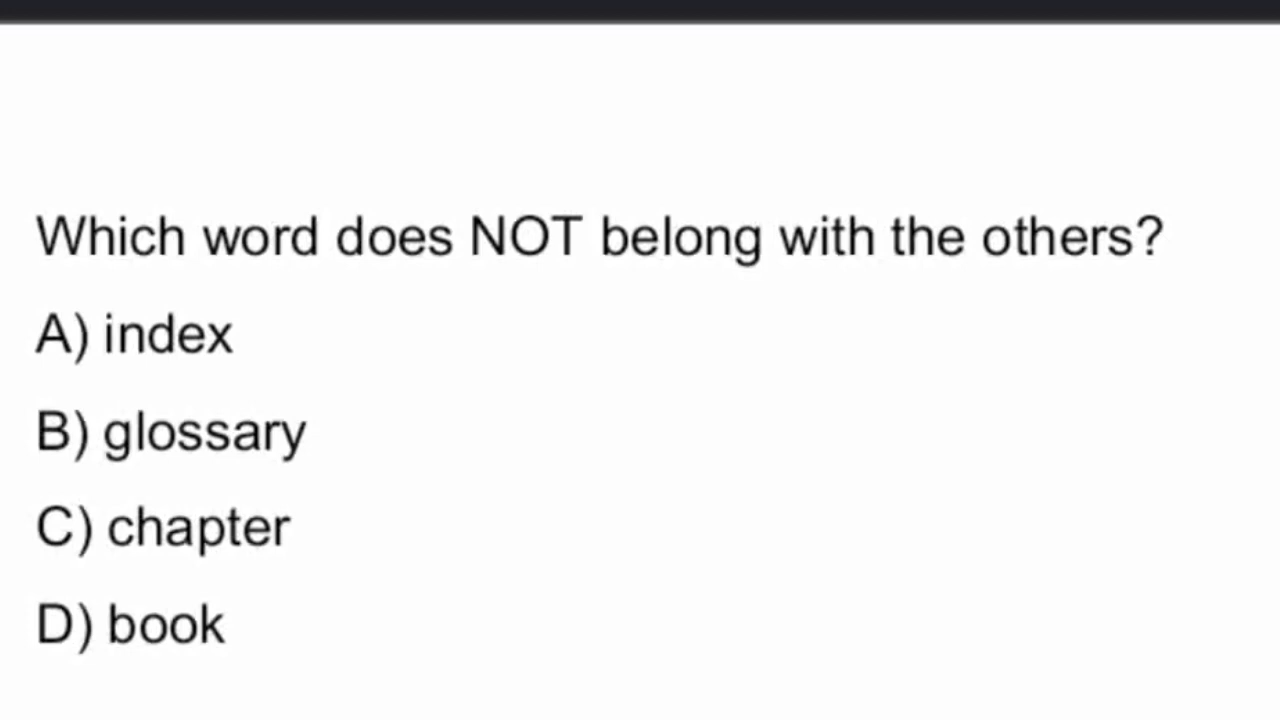 Which word does NOT belong with the others?
A) index
B) glossary
C) chapter
D) book